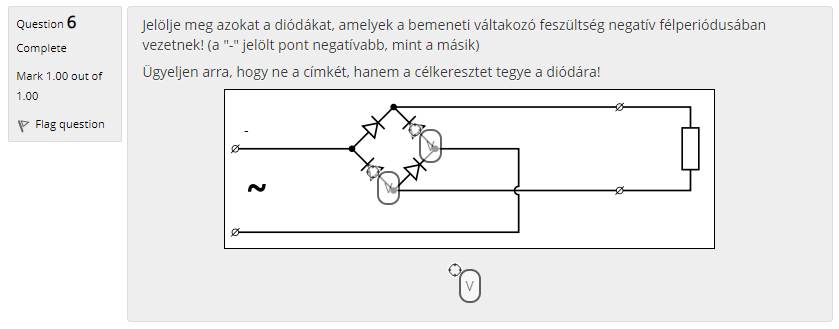 Question 6
Complete
Mark 1.00 out of
1.00
Flag question
Jelölje meg azokat a diódákat, amelyek a bemeneti váltakozó feszültség negatív félperiódusában
vezetnek! (a "-" jelölt pont negatívabb, mint a másik)
Ügyeljen arra, hogy ne a címkét, hanem a célkeresztet tegye a diódára!
-
V
~
V
V